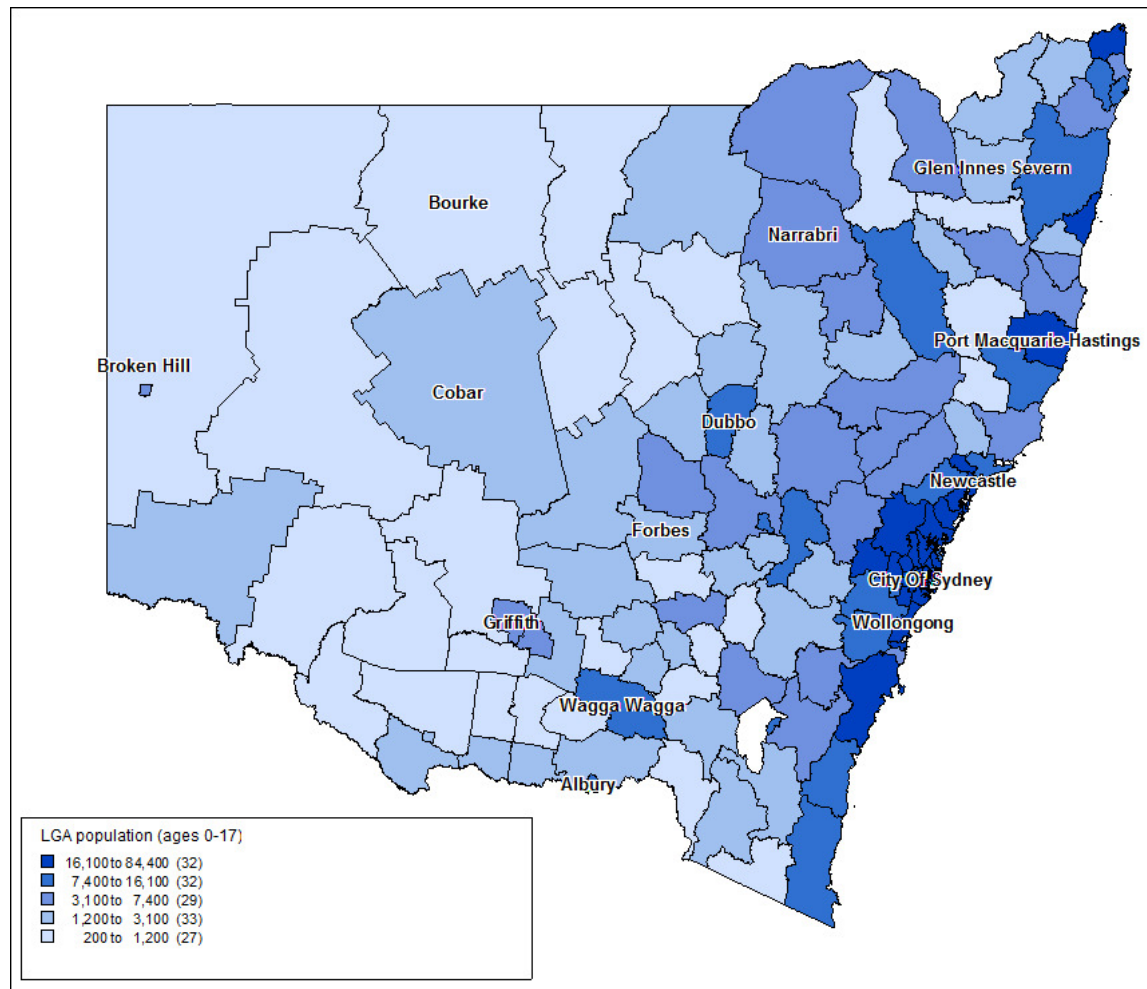 Glen Innes Severn
Bourke
Narrabri
Port Macquarie-Hastings
Broken Hill
Cobar
Dubbo
Newcastle
Forbes
City Of Sydney
Griffith
Wollongong
Wagga Wagga
Albury
LGA population (ages 0-17)
16,100 to 84,400 (32)
7,400 to 16,100 (32)
3,100 to 7,400 (29)
1,200 to 3,100 (33)
200 to 1,200 (27)